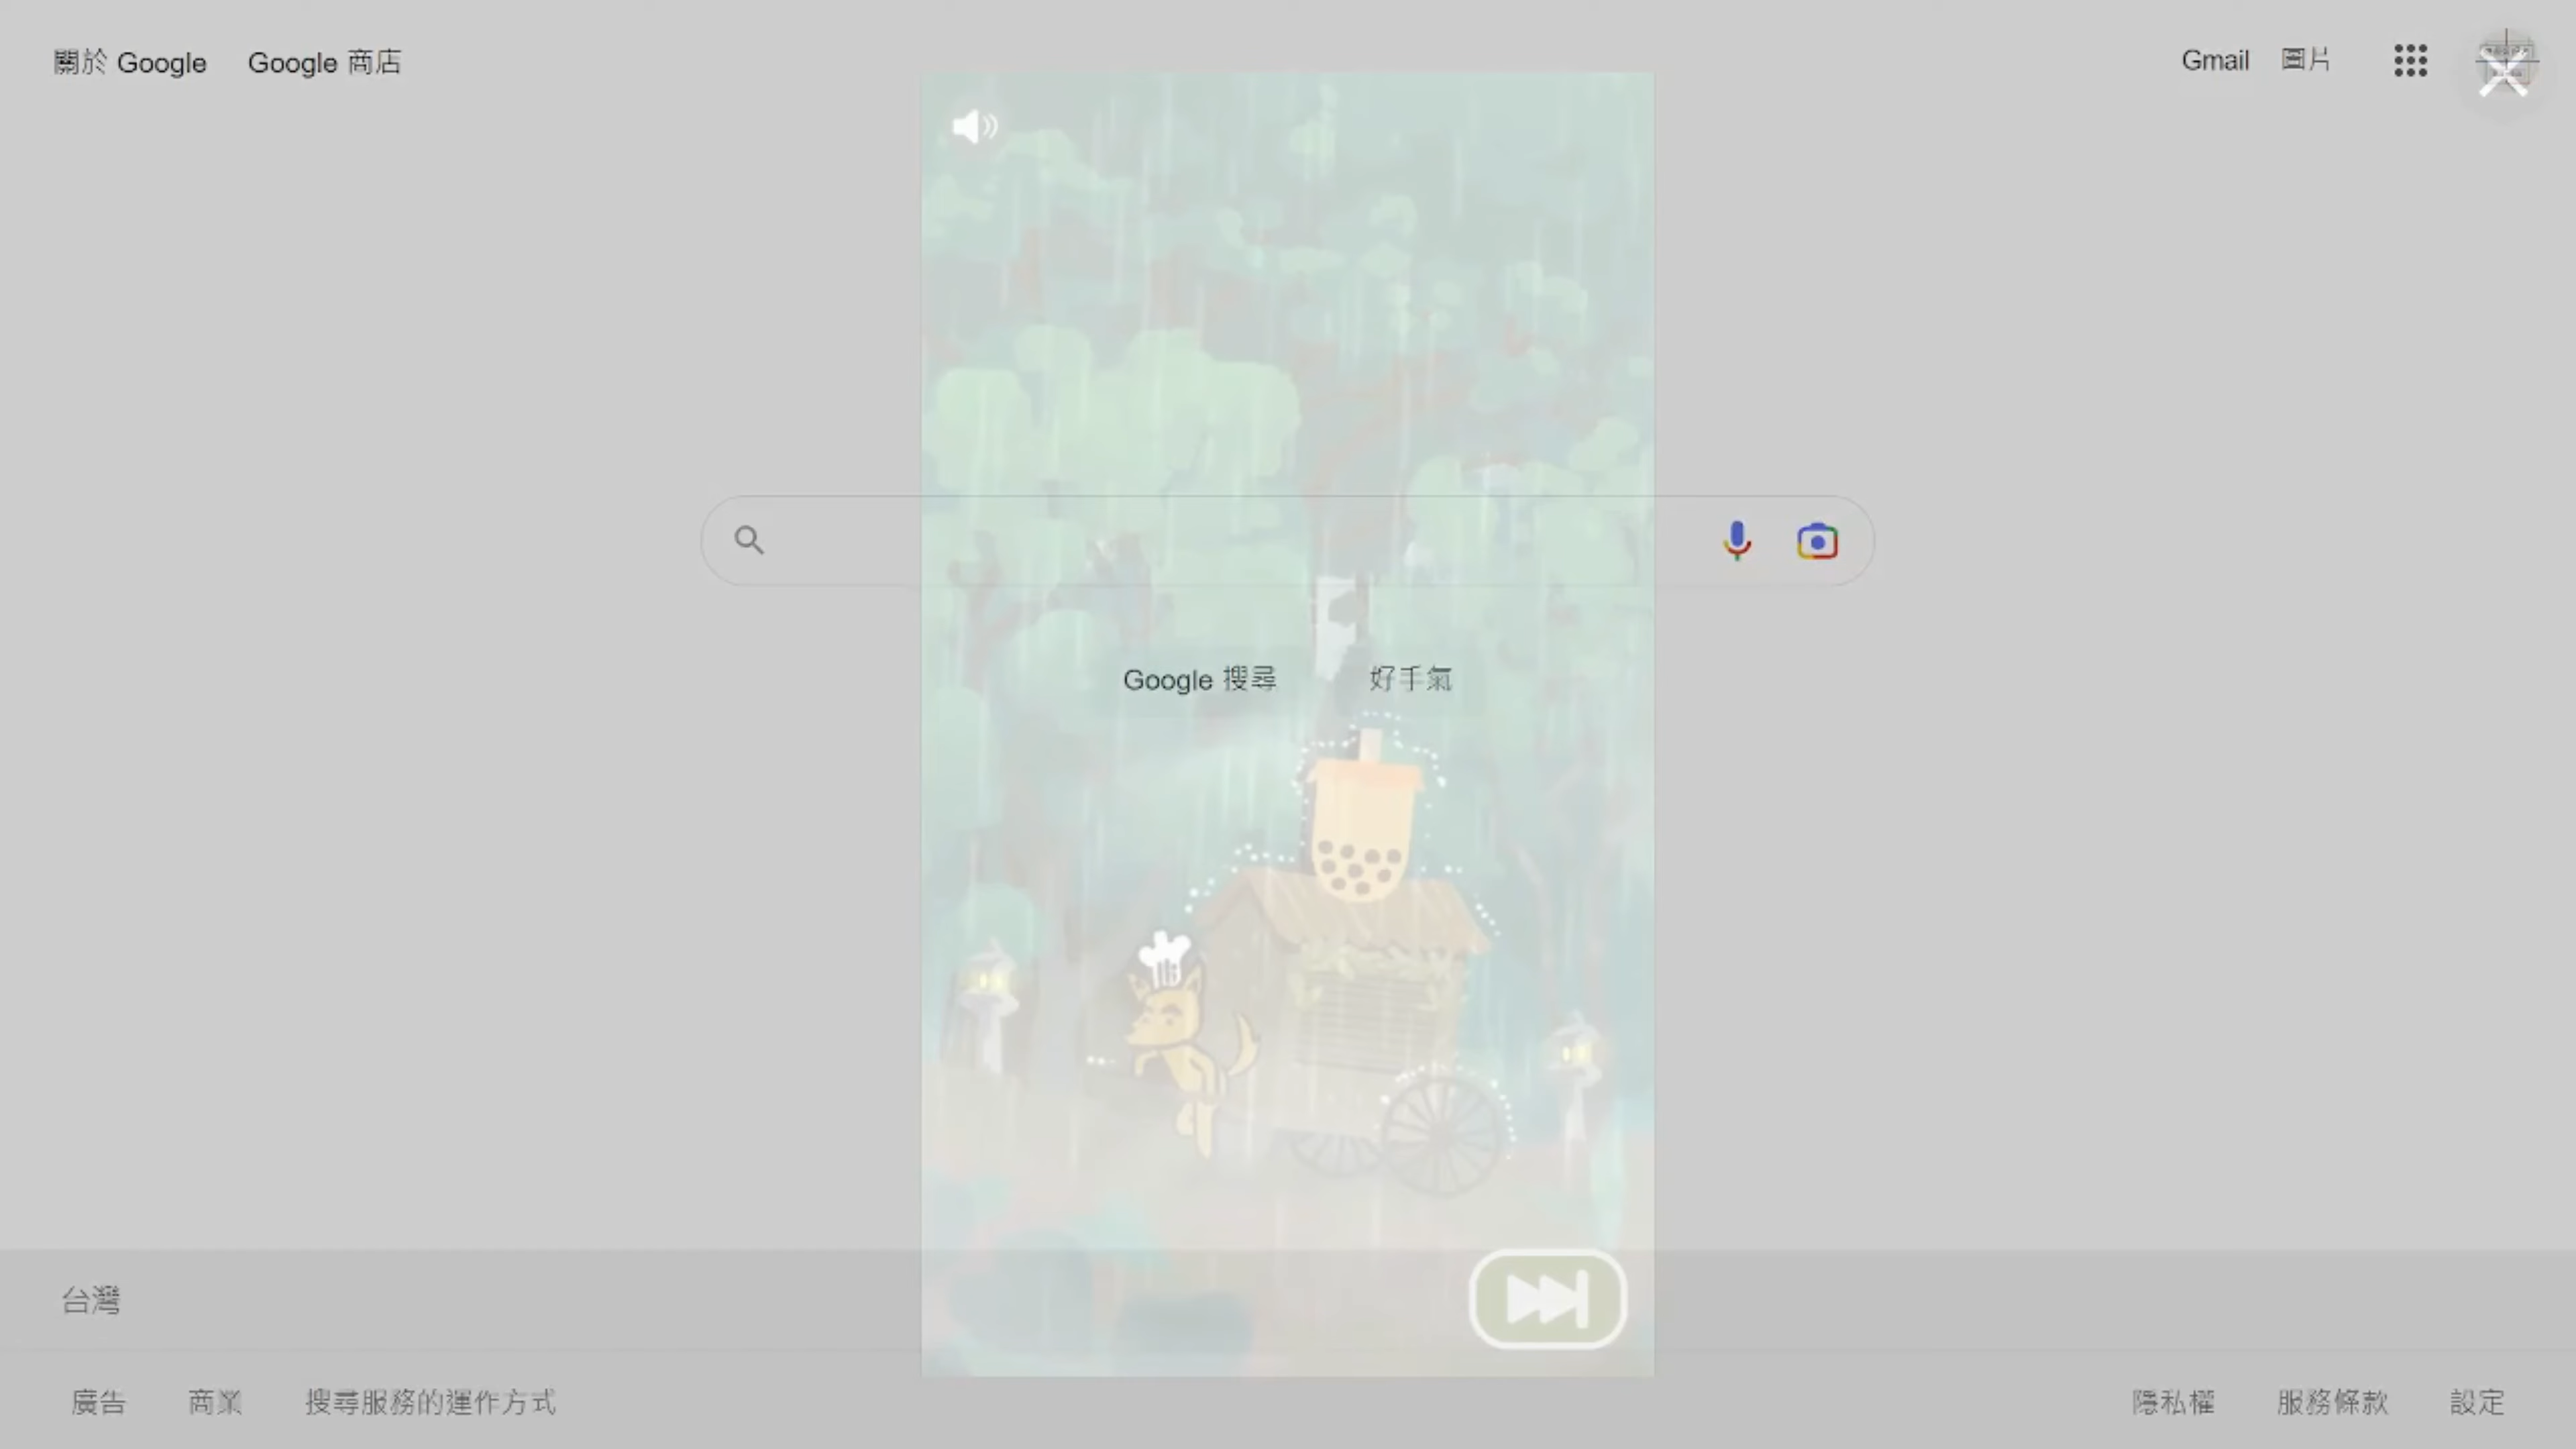 關於 Google Google 商店 Gmail 圖片
Google 搜尋 好手氣
台灣
廣告 商業 搜尋服務的運作方式 隱私權 服務條款 設定